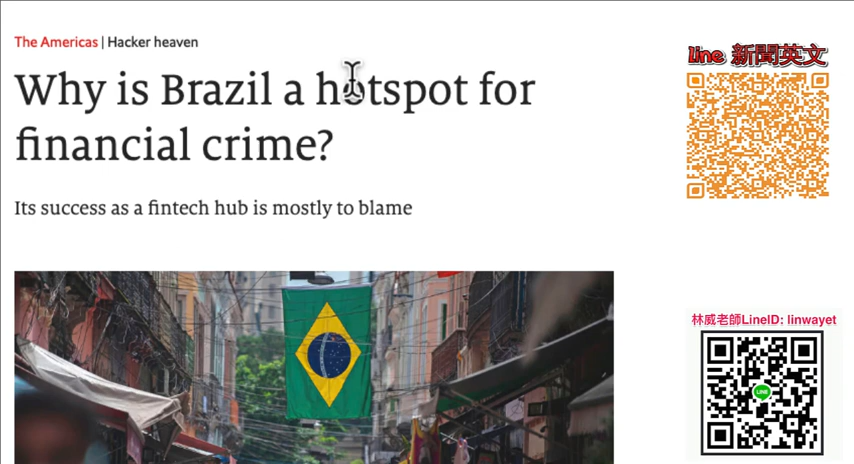 The Americas | Hacker heaven
Why is Brazil a hotspot for
financial crime?
Its success as a fintech hub is mostly to blame
line 新聞英文
林威老師LineID: linwayet
LINE